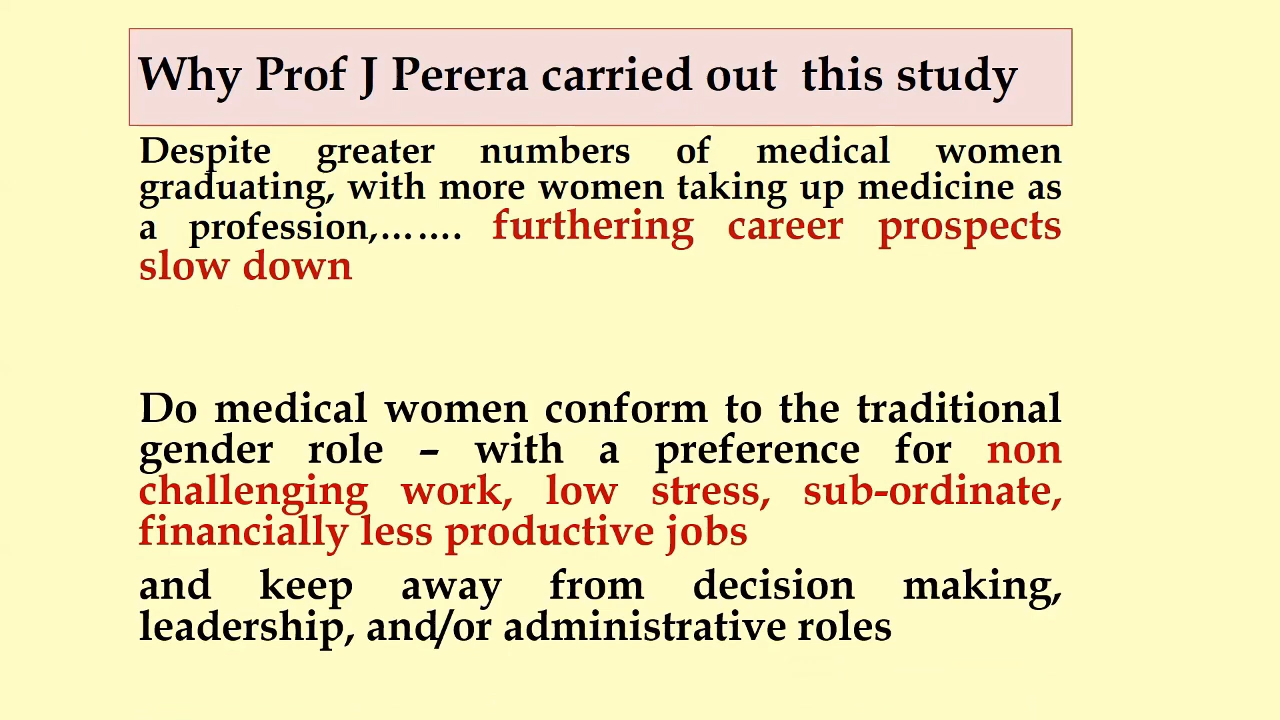 Why Prof J Perera carried out this study
Despite greater numbers of medical women
graduating, with more women taking up medicine as
a profession,……. furthering career prospects
slow down
Do medical women conform to the traditional
gender role – with a preference for non
challenging work, low stress, sub-ordinate,
financially less productive jobs
and keep away from decision making,
leadership, and/or administrative roles